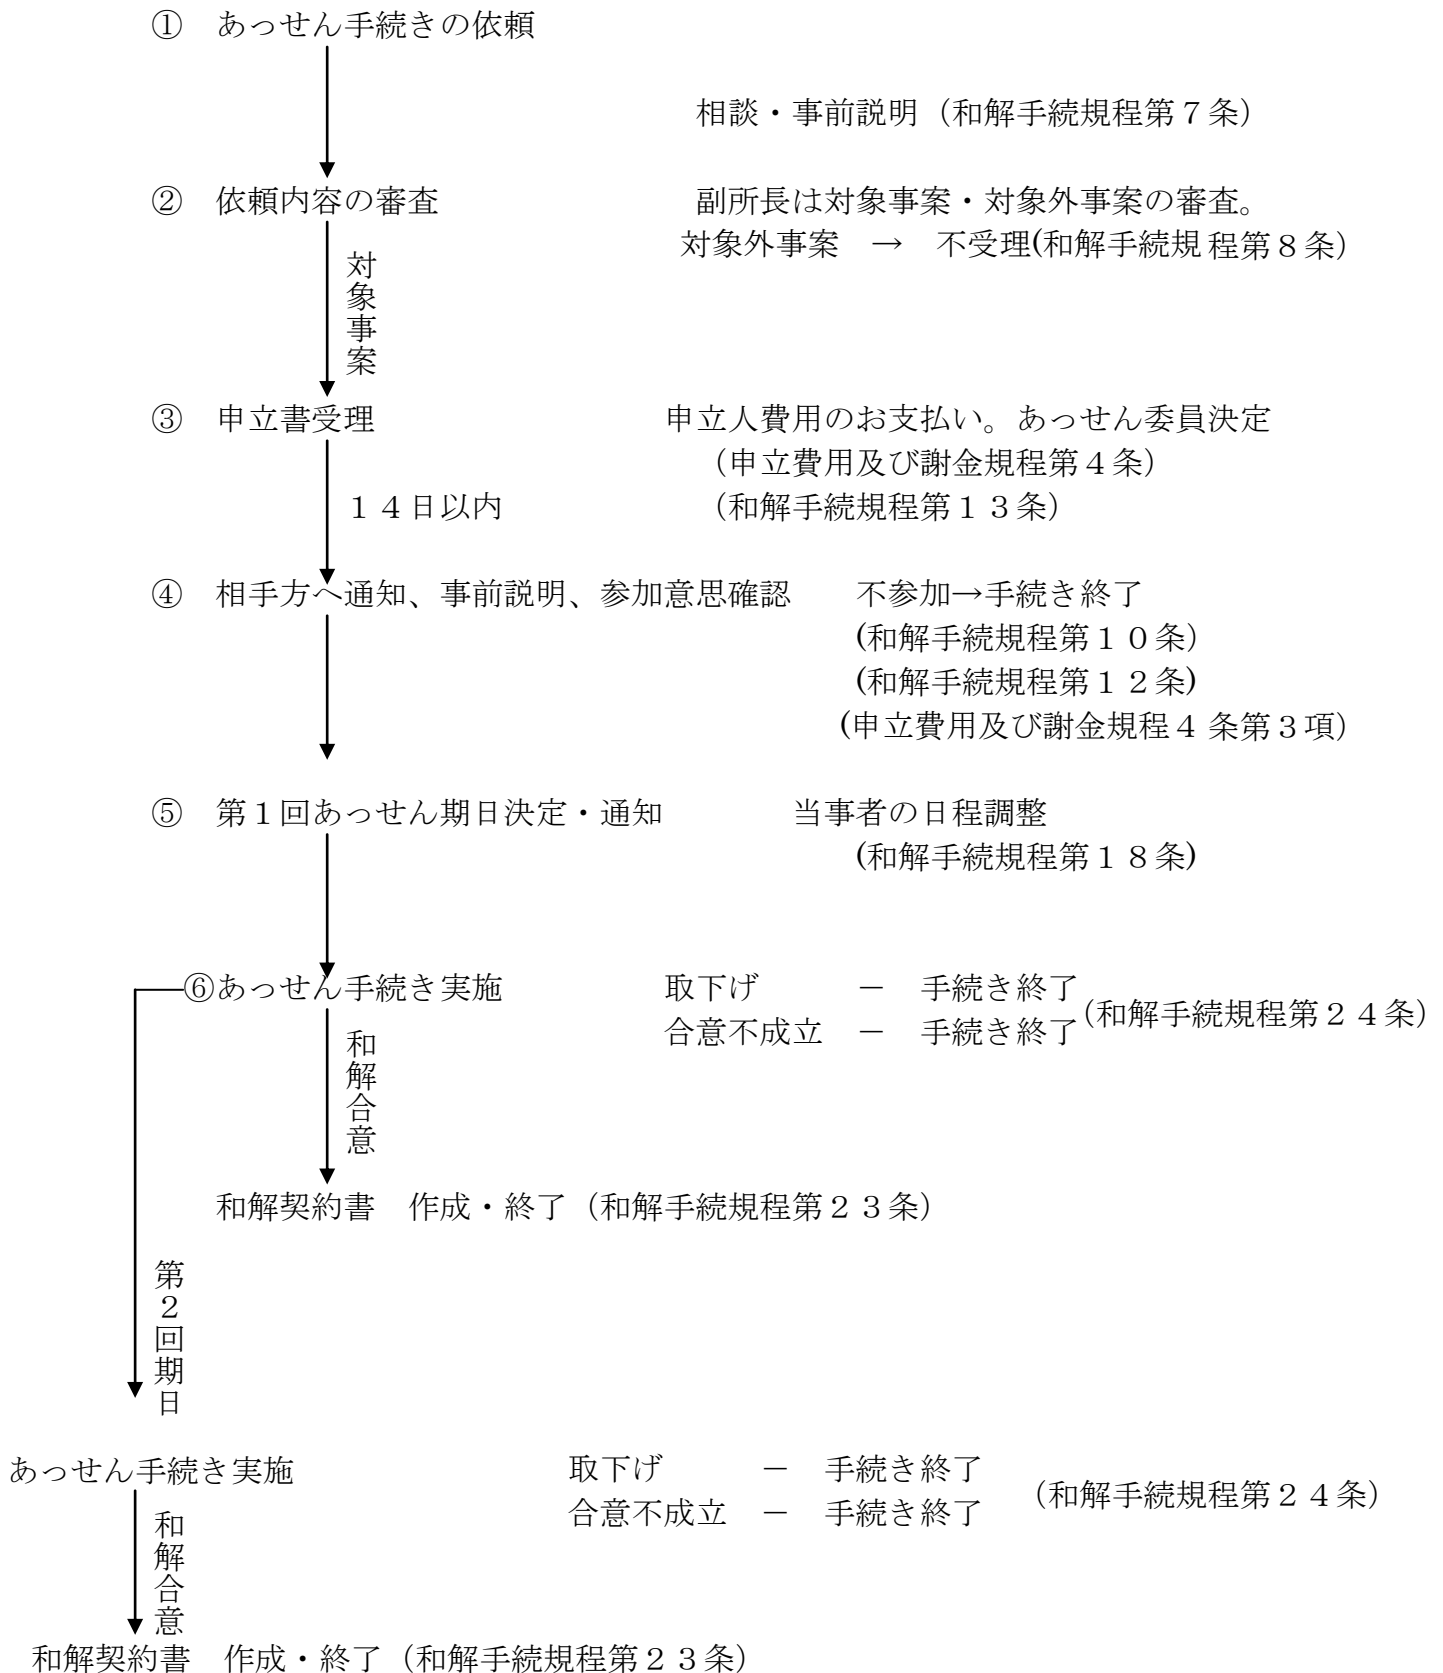 ① あっせん手続きの依頼
相談・事前説明（和解手続規程第７条）
② 依頼内容の審査 副所長は対象事案・対象外事案の審査。
対象外事案 → 不受理(和解手続規程第８条）
対象事案
③ 申立書受理 申立人費用のお支払い。あっせん委員決定
（申立費用及び謝金規程第４条）
１４日以内 （和解手続規程第１３条）
④ 相手方へ通知、事前説明、参加意思確認 不参加→手続き終了
(和解手続規程第１０条）
(和解手続規程第１２条)
(申立費用及び謝金規程４条第３項）
⑤ 第１回あっせん期日決定・通知 当事者の日程調整
(和解手続規程第１８条)
⑥あっせん手続き実施 取下げ － 手続き終了
合意不成立 － 手続き終了
(和解手続規程第２４条）
和解合意
和解契約書 作成・終了（和解手続規程第２３条）
第２回期日
あっせん手続き実施 取下げ － 手続き終了
合意不成立 － 手続き終了
（和解手続規程第２４条）
和解合意
和解契約書 作成・終了（和解手続規程第２３条）